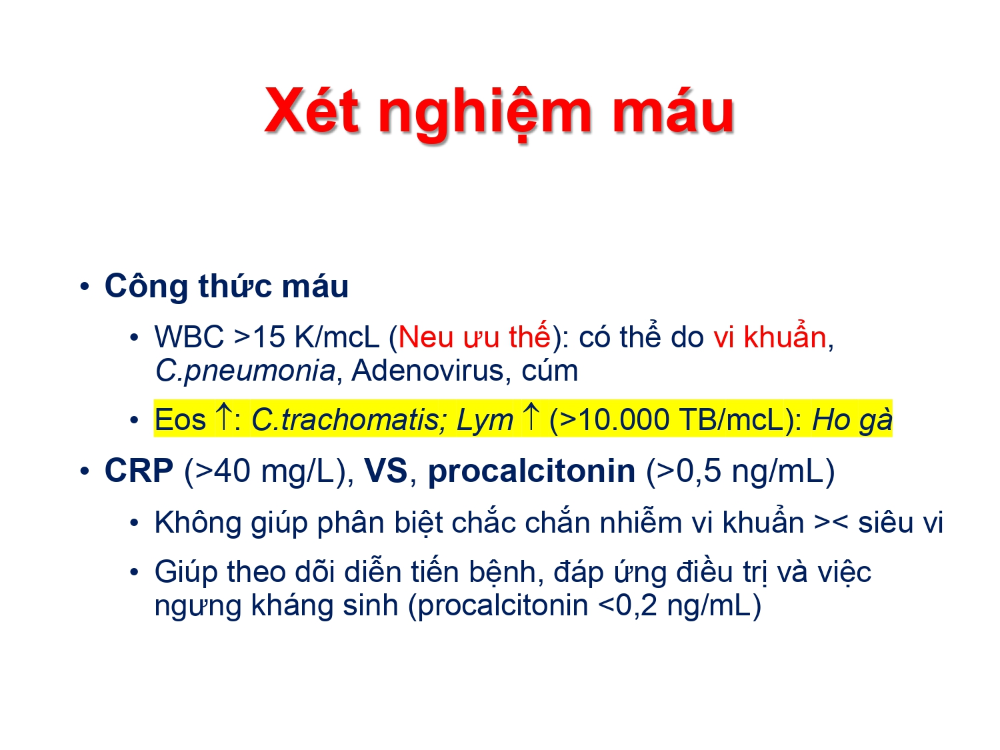 Xét nghiệm máu
• Công thức máu
• WBC >15 K/mcL (Neu ưu thế): có thể do vi khuẩn,
C.pneumonia, Adenovirus, cúm
• Eos ↑: C.trachomatis; Lym ↑ (>10.000 TB/mcL): Ho gà
• CRP (>40 mg/L), VS, procalcitonin (>0,5 ng/mL)
• Không giúp phân biệt chắc chắn nhiễm vi khuẩn >< siêu vi
• Giúp theo dõi diễn tiến bệnh, đáp ứng điều trị và việc
ngưng kháng sinh (procalcitonin <0,2 ng/mL)